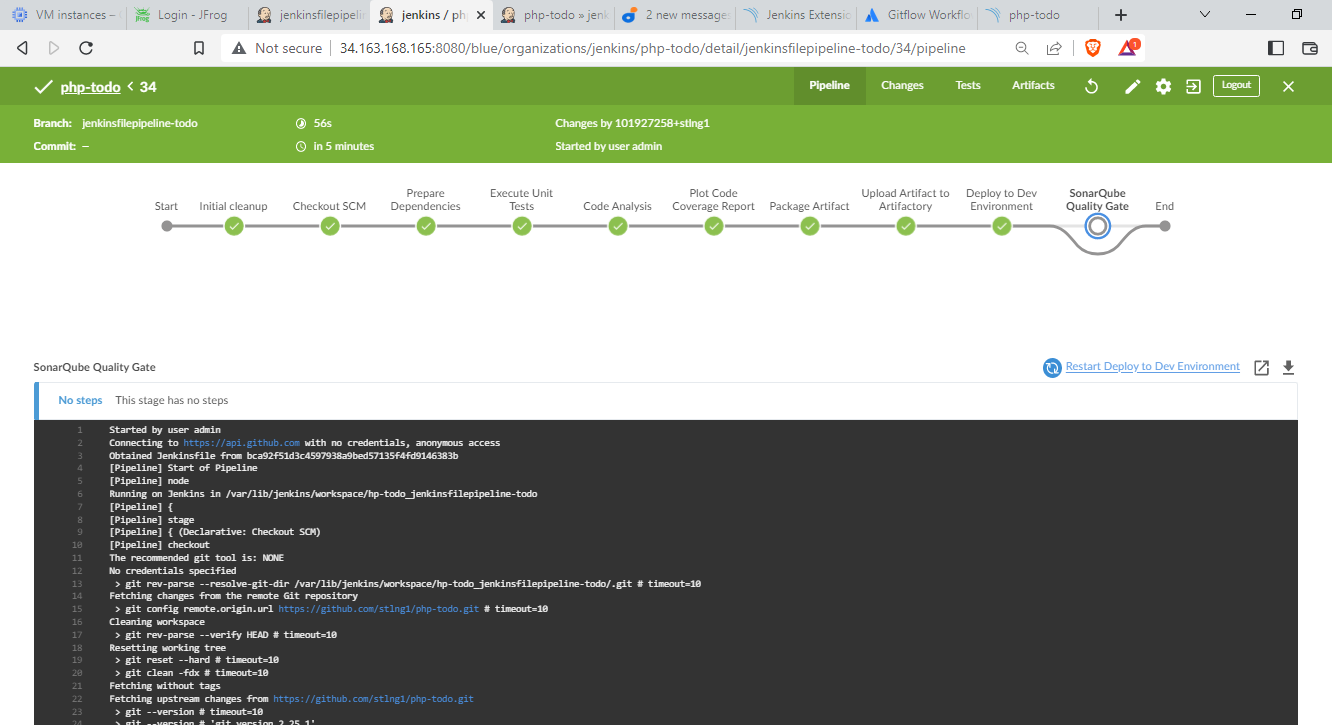 VM instances –
Login - JFrog
jenkinsfilepipelin
jenkins / ph
php-todo » jenk
2 new messages
Jenkins Extensio
Gitflow Workflo
php-todo
Not secure
34.163.168.165:8080/blue/organizations/jenkins/php-todo/detail/jenkinsfilepipeline-todo/34/pipeline
1
php-todo < 34
Pipeline
Changes
Tests
Artifacts
Logout
Branch: jenkinsfilepipeline-todo
56s
Changes by 101927258+stlng1
Commit: –
in 5 minutes
Started by user admin
Start
Initial cleanup
Checkout SCM
Prepare
Dependencies
Execute Unit
Tests
Code Analysis
Plot Code
Coverage Report
Package Artifact
Upload Artifact to
Artifactory
Deploy to Dev
Environment
SonarQube
Quality Gate
End
SonarQube Quality Gate
Restart Deploy to Dev Environment
No steps This stage has no steps
1 Started by user admin
2 Connecting to https://api.github.com with no credentials, anonymous access
3 Obtained Jenkinsfile from bca92f51d3c4597938a9bed57135f4fd9146383b
4 [Pipeline] Start of Pipeline
5 [Pipeline] node
6 Running on Jenkins in /var/lib/jenkins/workspace/hp-todo_jenkinsfilepipeline-todo
7 [Pipeline] {
8 [Pipeline] stage
9 [Pipeline] { (Declarative: Checkout SCM)
10 [Pipeline] checkout
11 The recommended git tool is: NONE
12 No credentials specified
13 > git rev-parse --resolve-git-dir /var/lib/jenkins/workspace/hp-todo_jenkinsfilepipeline-todo/.git # timeout=10
14 Fetching changes from the remote Git repository
15 > git config remote.origin.url https://github.com/stlng1/php-todo.git # timeout=10
16 Cleaning workspace
17 > git rev-parse --verify HEAD # timeout=10
18 Resetting working tree
19 > git reset --hard # timeout=10
20 > git clean -fdx # timeout=10
21 Fetching without tags
22 Fetching upstream changes from https://github.com/stlng1/php-todo.git
23 > git --version # timeout=10
24 > git --version # 'git version 2.25.1'